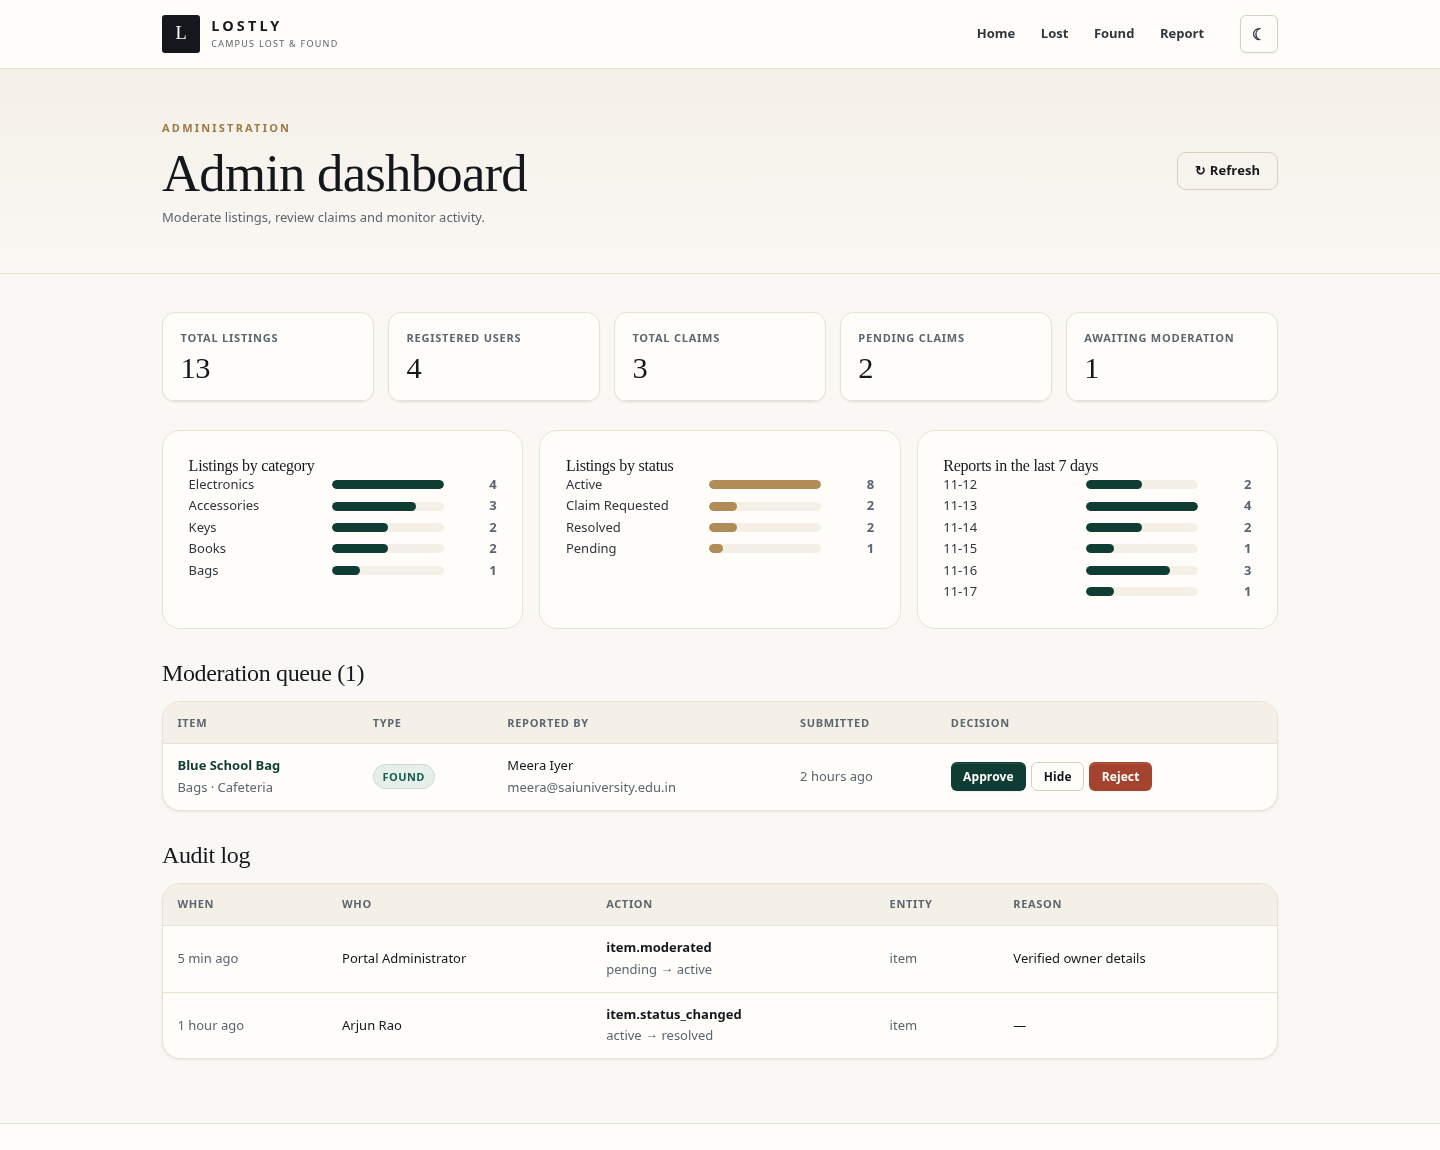 L
LOSTLY
CAMPUS LOST & FOUND
Home Lost Found Report ☾
ADMINISTRATION
Admin dashboard
Moderate listings, review claims and monitor activity.
↻ Refresh
TOTAL LISTINGS
13
REGISTERED USERS
4
TOTAL CLAIMS
3
PENDING CLAIMS
2
AWAITING MODERATION
1
Listings by category
Electronics 4
Accessories 3
Keys 2
Books 2
Bags 1
Listings by status
Active 8
Claim Requested 2
Resolved 2
Pending 1
Reports in the last 7 days
11-12 2
11-13 4
11-14 2
11-15 1
11-16 3
11-17 1
Moderation queue (1)
ITEM TYPE REPORTED BY SUBMITTED DECISION
Blue School Bag
Bags · Cafeteria
FOUND
Meera Iyer
meera@saiuniversity.edu.in
2 hours ago
Approve Hide Reject
Audit log
WHEN WHO ACTION ENTITY REASON
5 min ago
Portal Administrator
item.moderated
pending → active
item
Verified owner details
1 hour ago
Arjun Rao
item.status_changed
active → resolved
item
—